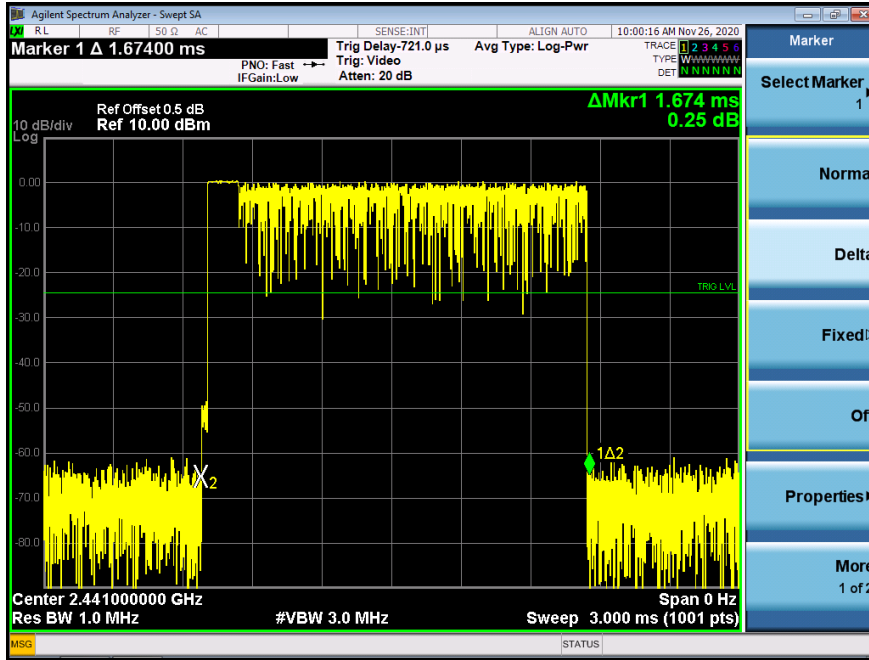 Agilent Spectrum Analyzer - Swept SA
LXI RL RF 50 Ω AC SENSE:INT ALIGN AUTO 10:00:16 AM Nov 26, 2020
Marker 1 Δ 1.67400 ms
PNO: Fast
IFGain:Low
Trig Delay-721.0 µs
Trig: Video
Atten: 20 dB
Avg Type: Log-Pwr
TRACE 1 2 3 4 5 6
TYPE WWWWWW
DET N N N N N N
ΔMkr1 1.674 ms
0.25 dB
Ref Offset 0.5 dB
10 dB/div Ref 10.00 dBm
Log
0.00
-10.0
-20.0
TRIG LVL
-30.0
-40.0
-50.0
-60.0
1Δ2
2
-70.0
-80.0
Center 2.441000000 GHz Span 0 Hz
Res BW 1.0 MHz #VBW 3.0 MHz Sweep 3.000 ms (1001 pts)
MSG STATUS
Marker
Select Marker
1
Norma
Delta
Fixed
Of
Properties
More
1 of 2